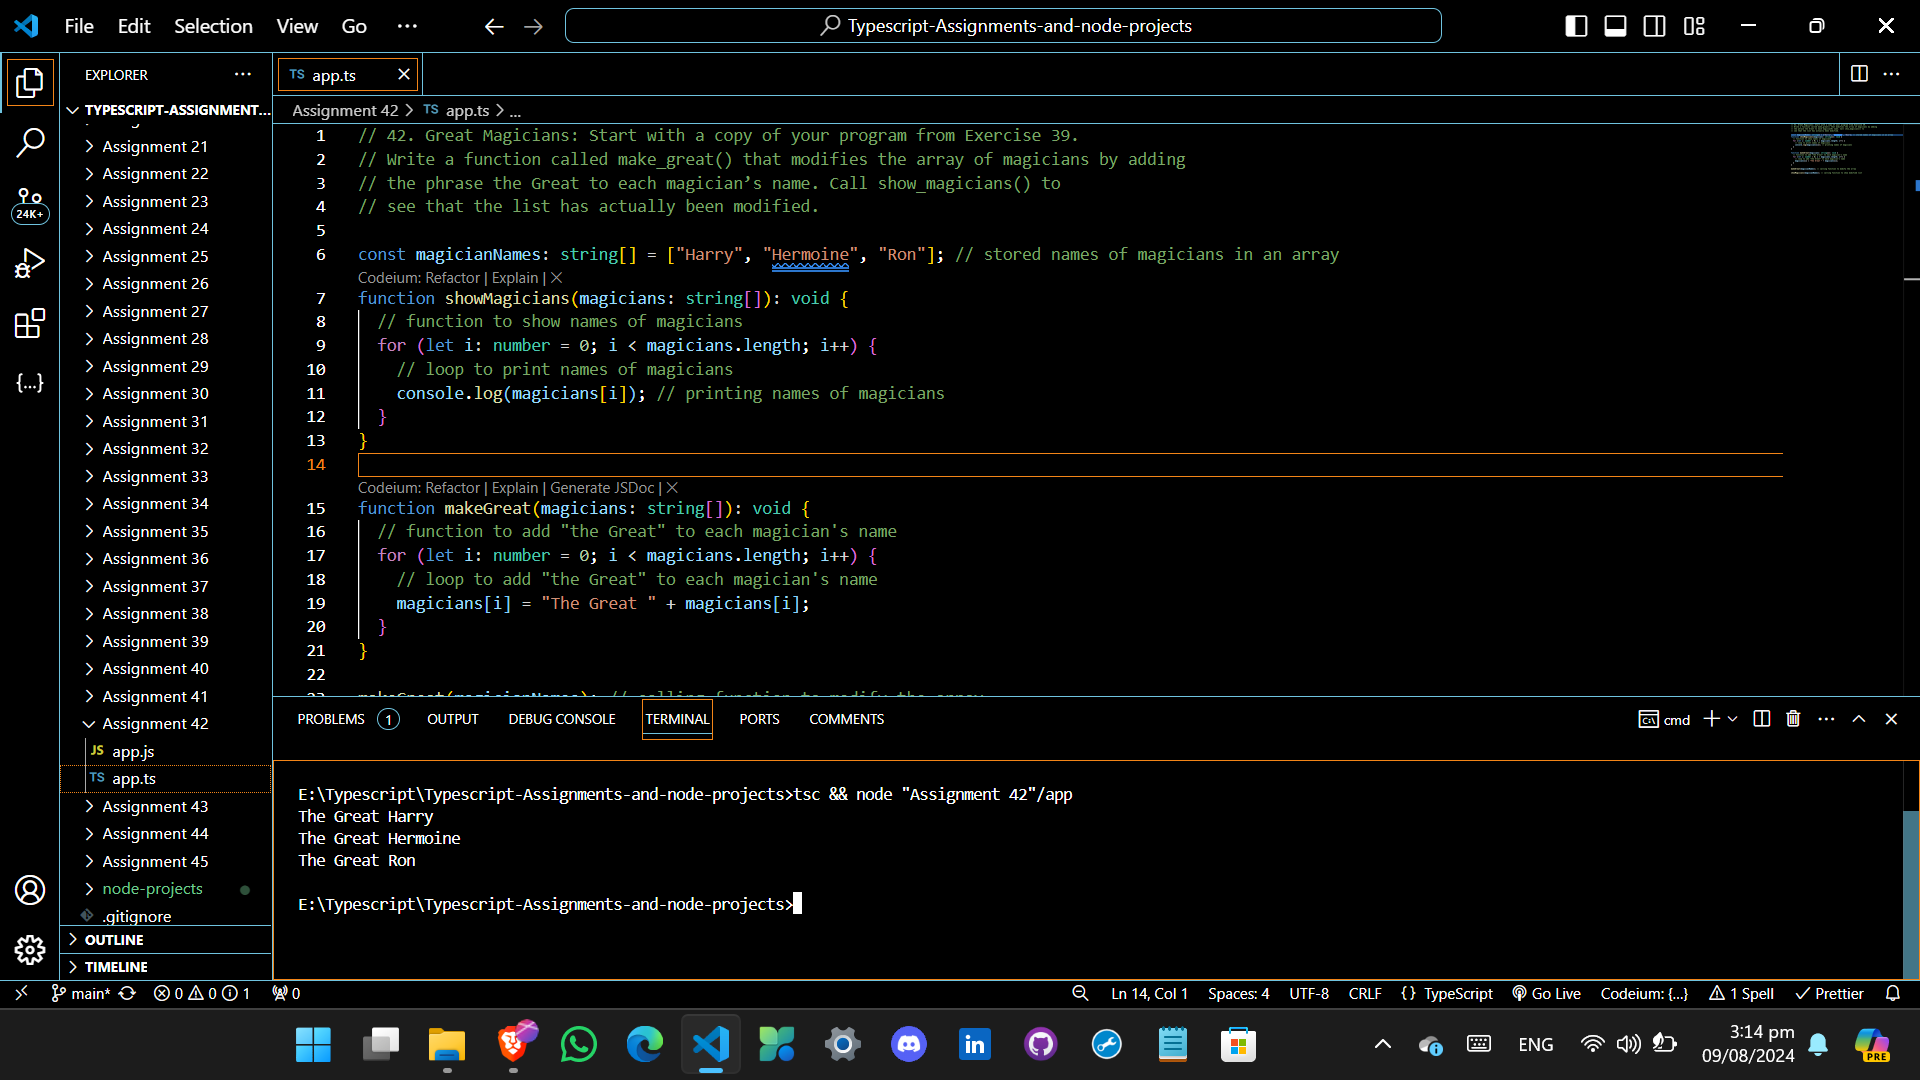 File Edit Selection View Go ···
Typescript-Assignments-and-node-projects
EXPLORER
TS app.ts
TYPESCRIPT-ASSIGNMENT...
Assignment 21
Assignment 22
Assignment 23
Assignment 24
Assignment 25
Assignment 26
Assignment 27
Assignment 28
Assignment 29
Assignment 30
Assignment 31
Assignment 32
Assignment 33
Assignment 34
Assignment 35
Assignment 36
Assignment 37
Assignment 38
Assignment 39
Assignment 40
Assignment 41
Assignment 42
JS app.js
TS app.ts
Assignment 43
Assignment 44
Assignment 45
node-projects
.gitignore
OUTLINE
TIMELINE
24K+
Assignment 42 > TS app.ts > ...
1 // 42. Great Magicians: Start with a copy of your program from Exercise 39.
2 // Write a function called make_great() that modifies the array of magicians by adding
3 // the phrase the Great to each magician’s name. Call show_magicians() to
4 // see that the list has actually been modified.
5
6 const magicianNames: string[] = ["Harry", "Hermoine", "Ron"]; // stored names of magicians in an array
Codeium: Refactor | Explain | ✕
7 function showMagicians(magicians: string[]): void {
8 // function to show names of magicians
9 for (let i: number = 0; i < magicians.length; i++) {
10 // loop to print names of magicians
11 console.log(magicians[i]); // printing names of magicians
12 }
13 }
14
Codeium: Refactor | Explain | Generate JSDoc | ✕
15 function makeGreat(magicians: string[]): void {
16 // function to add "the Great" to each magician's name
17 for (let i: number = 0; i < magicians.length; i++) {
18 // loop to add "the Great" to each magician's name
19 magicians[i] = "The Great " + magicians[i];
20 }
21 }
22
23 makeGreat(magicianNames); // calling function to modify the array
PROBLEMS 1 OUTPUT DEBUG CONSOLE TERMINAL PORTS COMMENTS
cmd
E:\Typescript\Typescript-Assignments-and-node-projects>tsc && node "Assignment 42"/app
The Great Harry
The Great Hermoine
The Great Ron
E:\Typescript\Typescript-Assignments-and-node-projects>
main* 0 0 1 0
Ln 14, Col 1 Spaces: 4 UTF-8 CRLF {} TypeScript Go Live Codeium: {...} 1 Spell Prettier
ENG
3:14 pm
09/08/2024
PRE